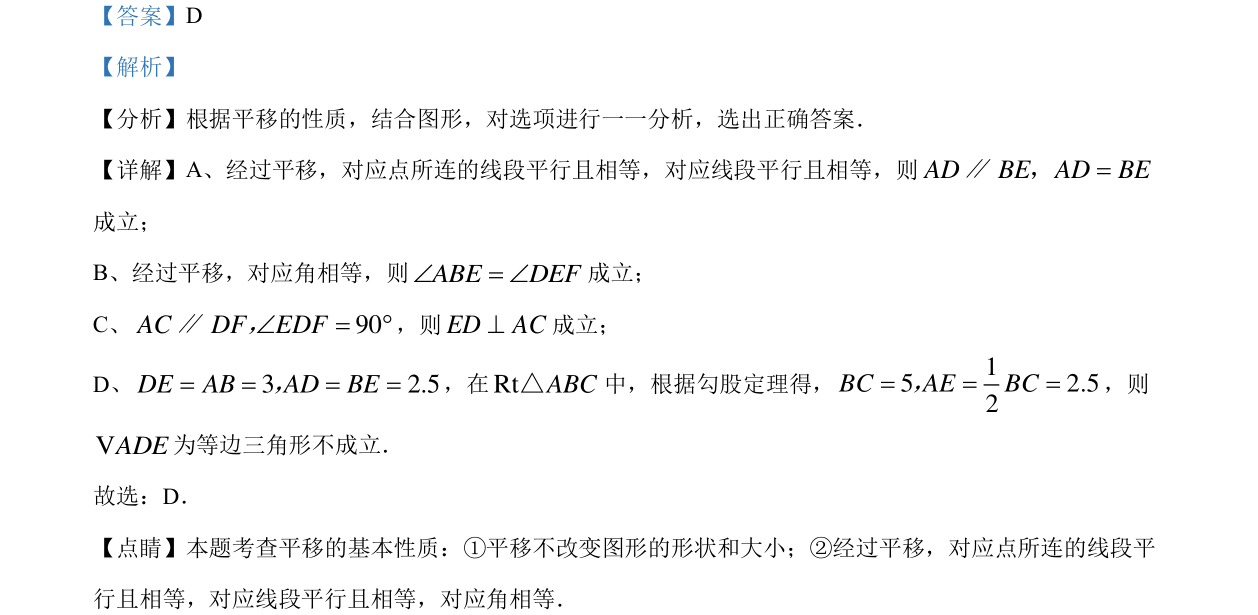 【答案】D
【解析】
【分析】根据平移的性质，结合图形，对选项进行一一分析，选出正确答案．
【详解】A、经过平移，对应点所连的线段平行且相等，对应线段平行且相等，则 AD∥BE，AD＝BE
成立；
B、经过平移，对应角相等，则∠ABE＝∠DEF 成立；
C、AC∥DF,∠EDF＝90°，则 ED⊥AC 成立；
D、DE＝AB＝3,AD＝BE＝2.5，在 Rt△ABC 中，根据勾股定理得，BC＝5,AE＝1/2BC＝2.5，则
VADE 为等边三角形不成立．
故选：D．
【点睛】本题考查平移的基本性质：①平移不改变图形的形状和大小；②经过平移，对应点所连的线段平
行且相等，对应线段平行且相等，对应角相等．